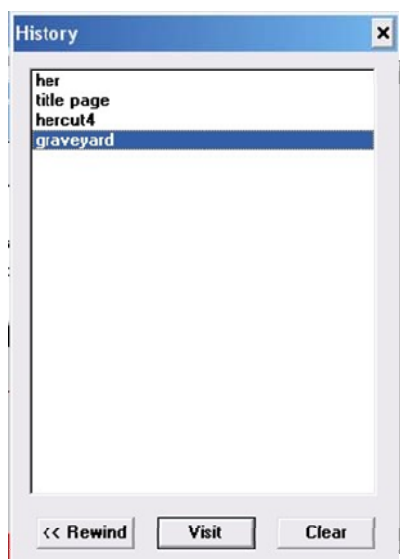 History
her
title page
hercut4
graveyard
<< Rewind
Visit
Clear